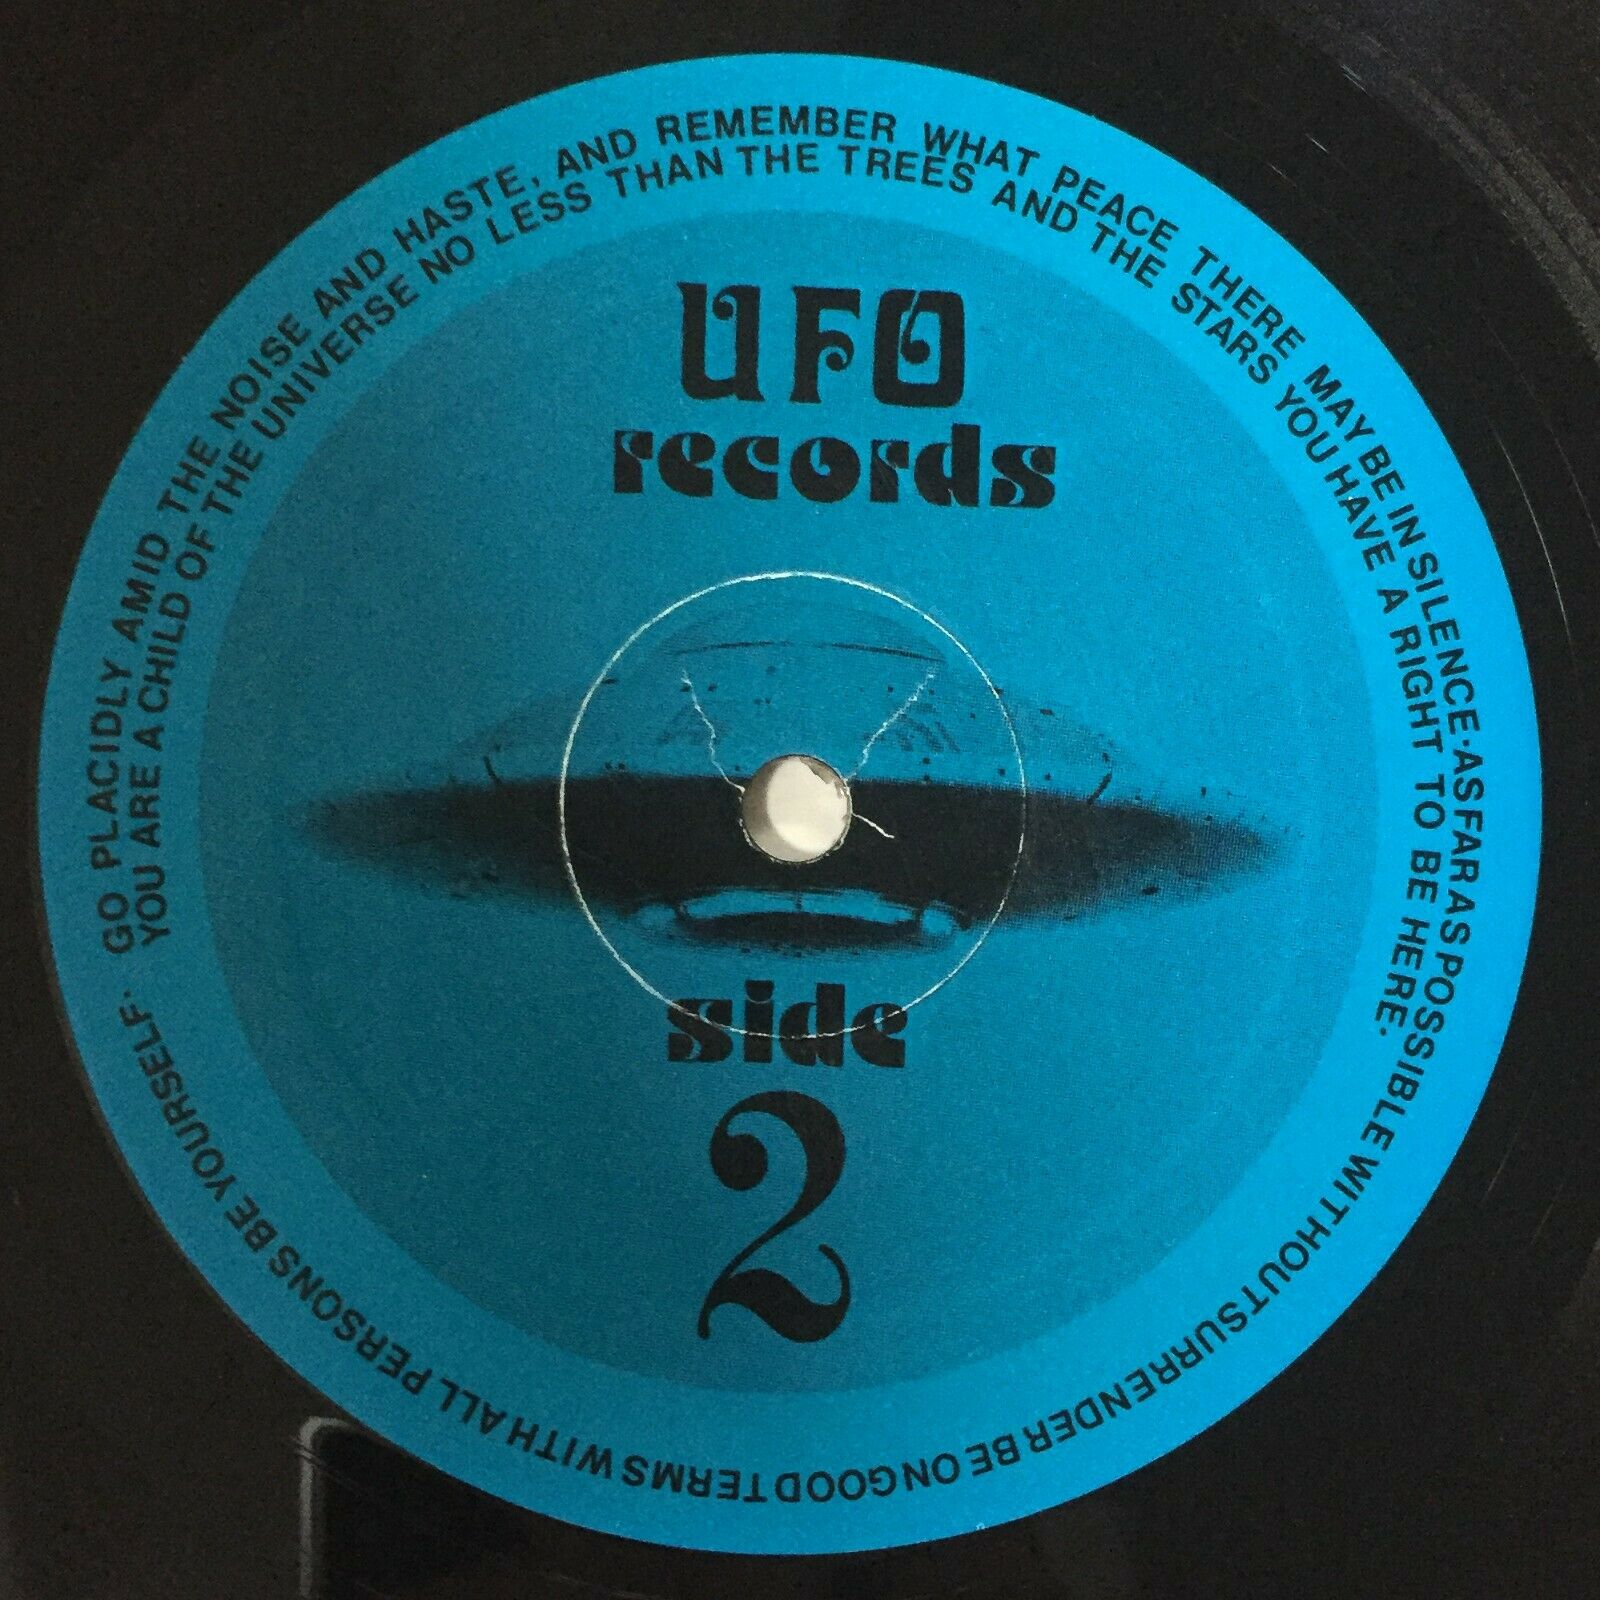 GO PLACIDLY AMID THE NOISE AND HASTE, AND REMEMBER WHAT PEACE THERE MAY BE IN SILENCE·AS FAR AS POSSIBLE WITHOUT SURRENDER BE ON GOOD TERMS WITH ALL PERSONS BE YOURSELF·
YOU ARE A CHILD OF THE UNIVERSE NO LESS THAN THE TREES AND THE STARS YOU HAVE A RIGHT TO BE HERE·
UFO
records
side
2